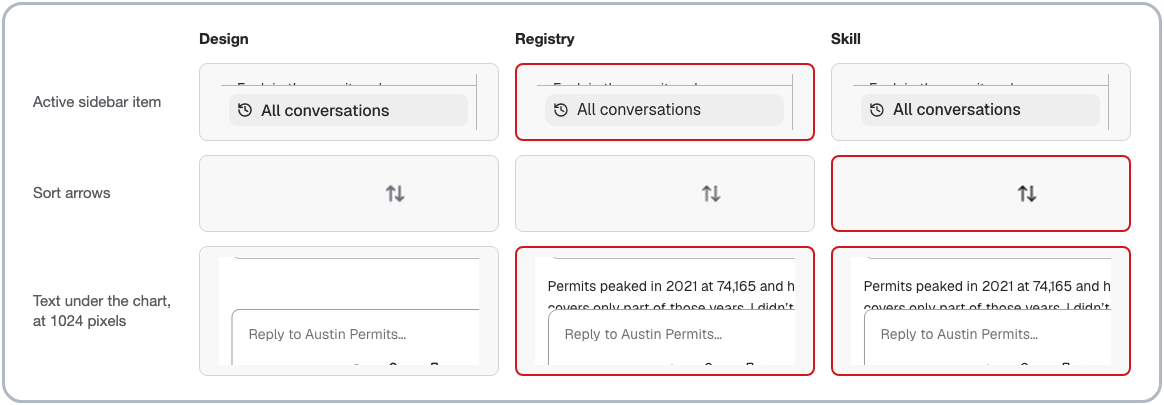 Design Registry Skill
Active sidebar item
All conversations All conversations All conversations
Sort arrows
Text under the chart,
at 1024 pixels
Permits peaked in 2021 at 74,165 and h Permits peaked in 2021 at 74,165 and h
covers only part of those years. I didn't covers only part of those years. I didn't
Reply to Austin Permits... Reply to Austin Permits... Reply to Austin Permits...